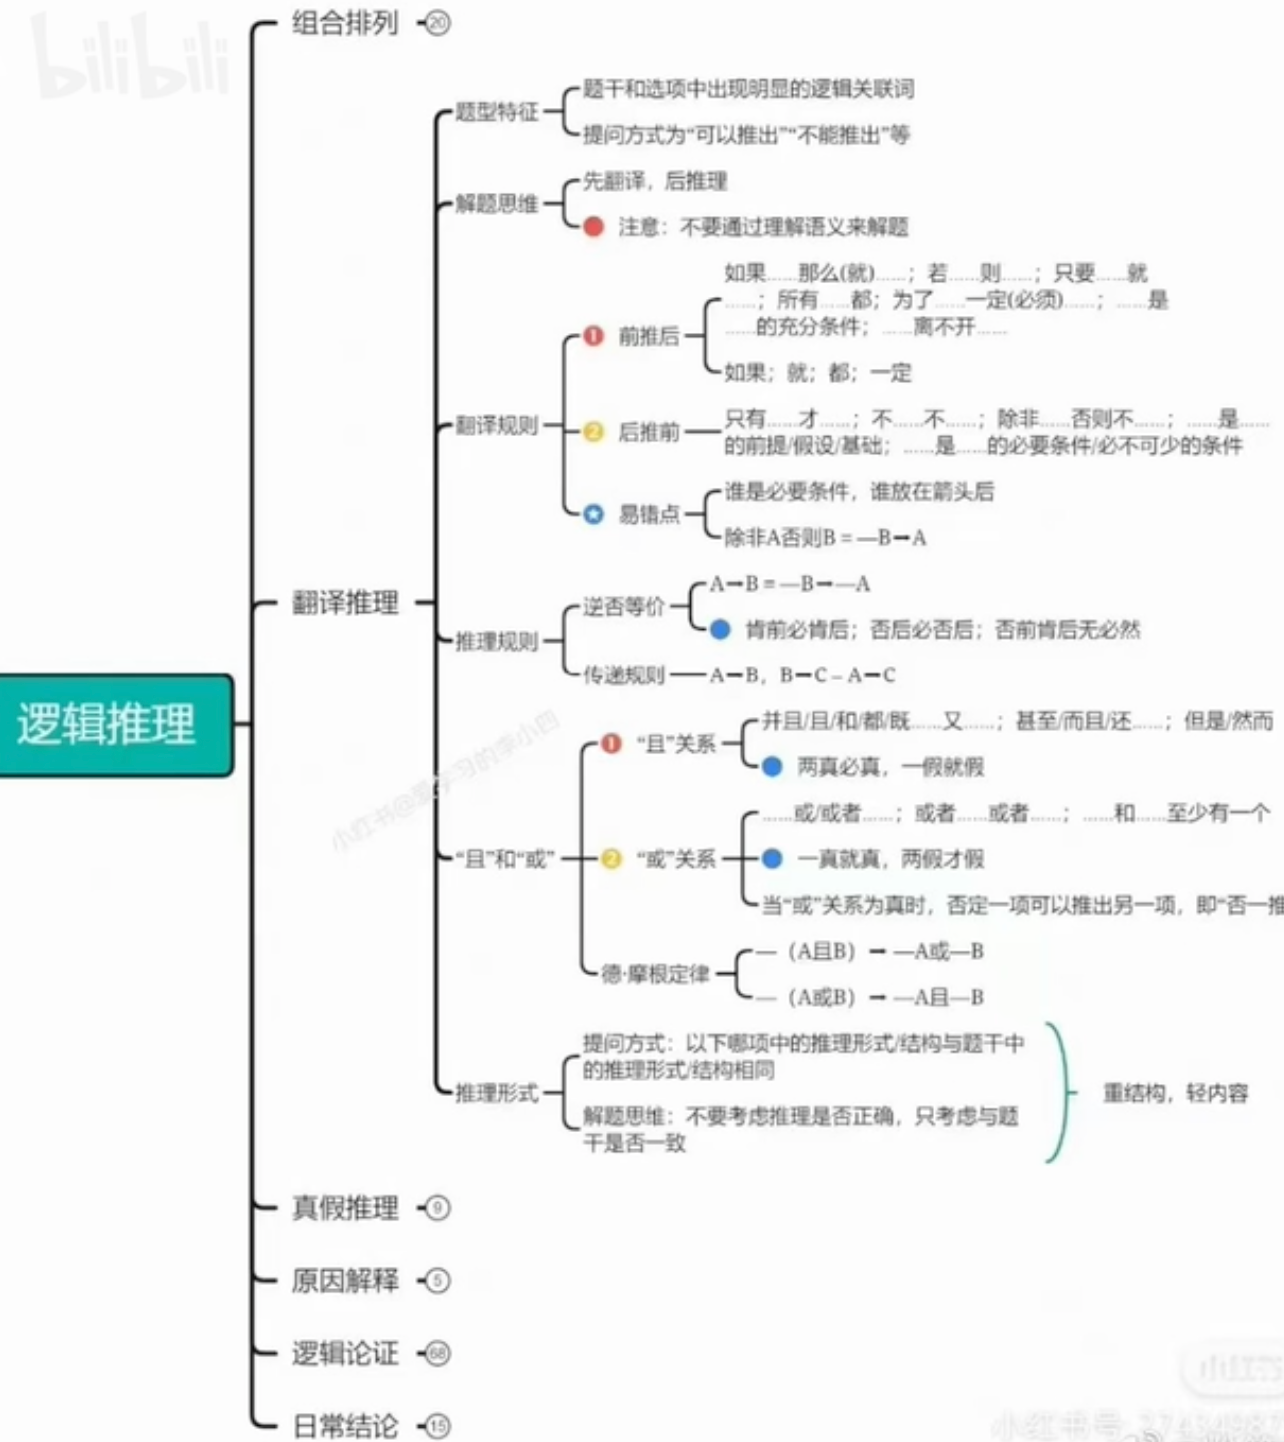 bilibili
组合排列 20
题型特征
题干和选项中出现明显的逻辑关联词
提问方式为“可以推出”“不能推出”等
解题思维
先翻译，后推理
注意：不要通过理解语义来解题
翻译规则
1 前推后
如果……那么(就)……；若……则……；只要……就
……；所有……都；为了……一定(必须)……；……是
……的充分条件；……离不开……
如果；就；都；一定
2 后推前
只有……才……；不……不……；除非……否则不……；……是……
的前提/假设/基础；……是……的必要条件/必不可少的条件
易错点
谁是必要条件，谁放在箭头后
除非A否则B = —B→A
翻译推理
推理规则
逆否等价
A→B = —B→—A
肯前必肯后；否后必否后；否前肯后无必然
传递规则
A→B，B→C = A→C
逻辑推理
“且”和“或”
1 “且”关系
并且/且/和/都/既……又……；甚至/而且/还……；但是/然而
两真必真，一假就假
2 “或”关系
……或/或者……；或者……或者……；……和……至少有一个
一真就真，两假才假
当“或”关系为真时，否定一项可以推出另一项，即“否一推
德·摩根定律
—（A且B）→ —A或—B
—（A或B）→ —A且—B
推理形式
提问方式：以下哪项中的推理形式/结构与题干中
的推理形式/结构相同
解题思维：不要考虑推理是否正确，只考虑与题
干是否一致
重结构，轻内容
真假推理 9
原因解释 5
逻辑论证 68
日常结论 15
小红书@爱学习的李小四
小红书
小红书号